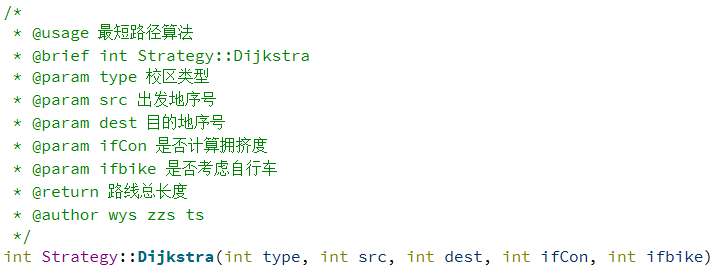 /*
 * @usage 最短路径算法
 * @brief int Strategy::Dijkstra
 * @param type 校区类型
 * @param src 出发地序号
 * @param dest 目的地序号
 * @param ifCon 是否计算拥挤度
 * @param ifbike 是否考虑自行车
 * @return 路线总长度
 * @author wys zzs ts
 */
int Strategy::Dijkstra(int type, int src, int dest, int ifCon, int ifbike)